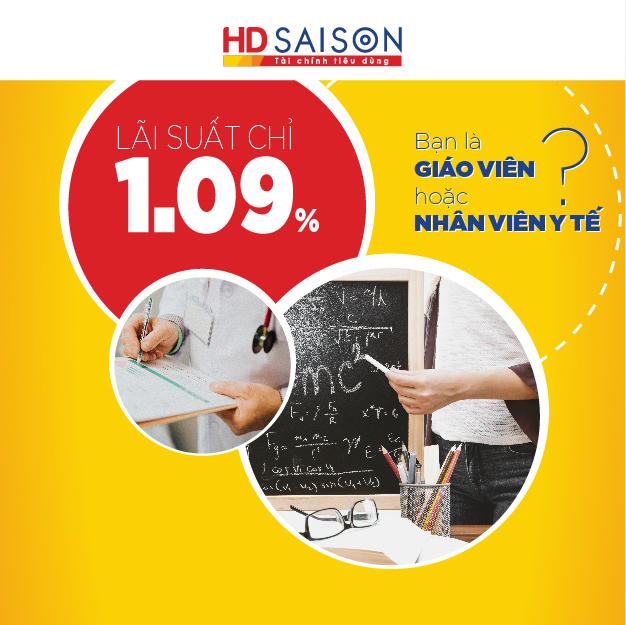 HD SAISON
Tài chính tiêu dùng
LÃI SUẤT CHỈ
1.09%
Bạn là
GIÁO VIÊN
hoặc
NHÂN VIÊN Y TẾ
?
mc²